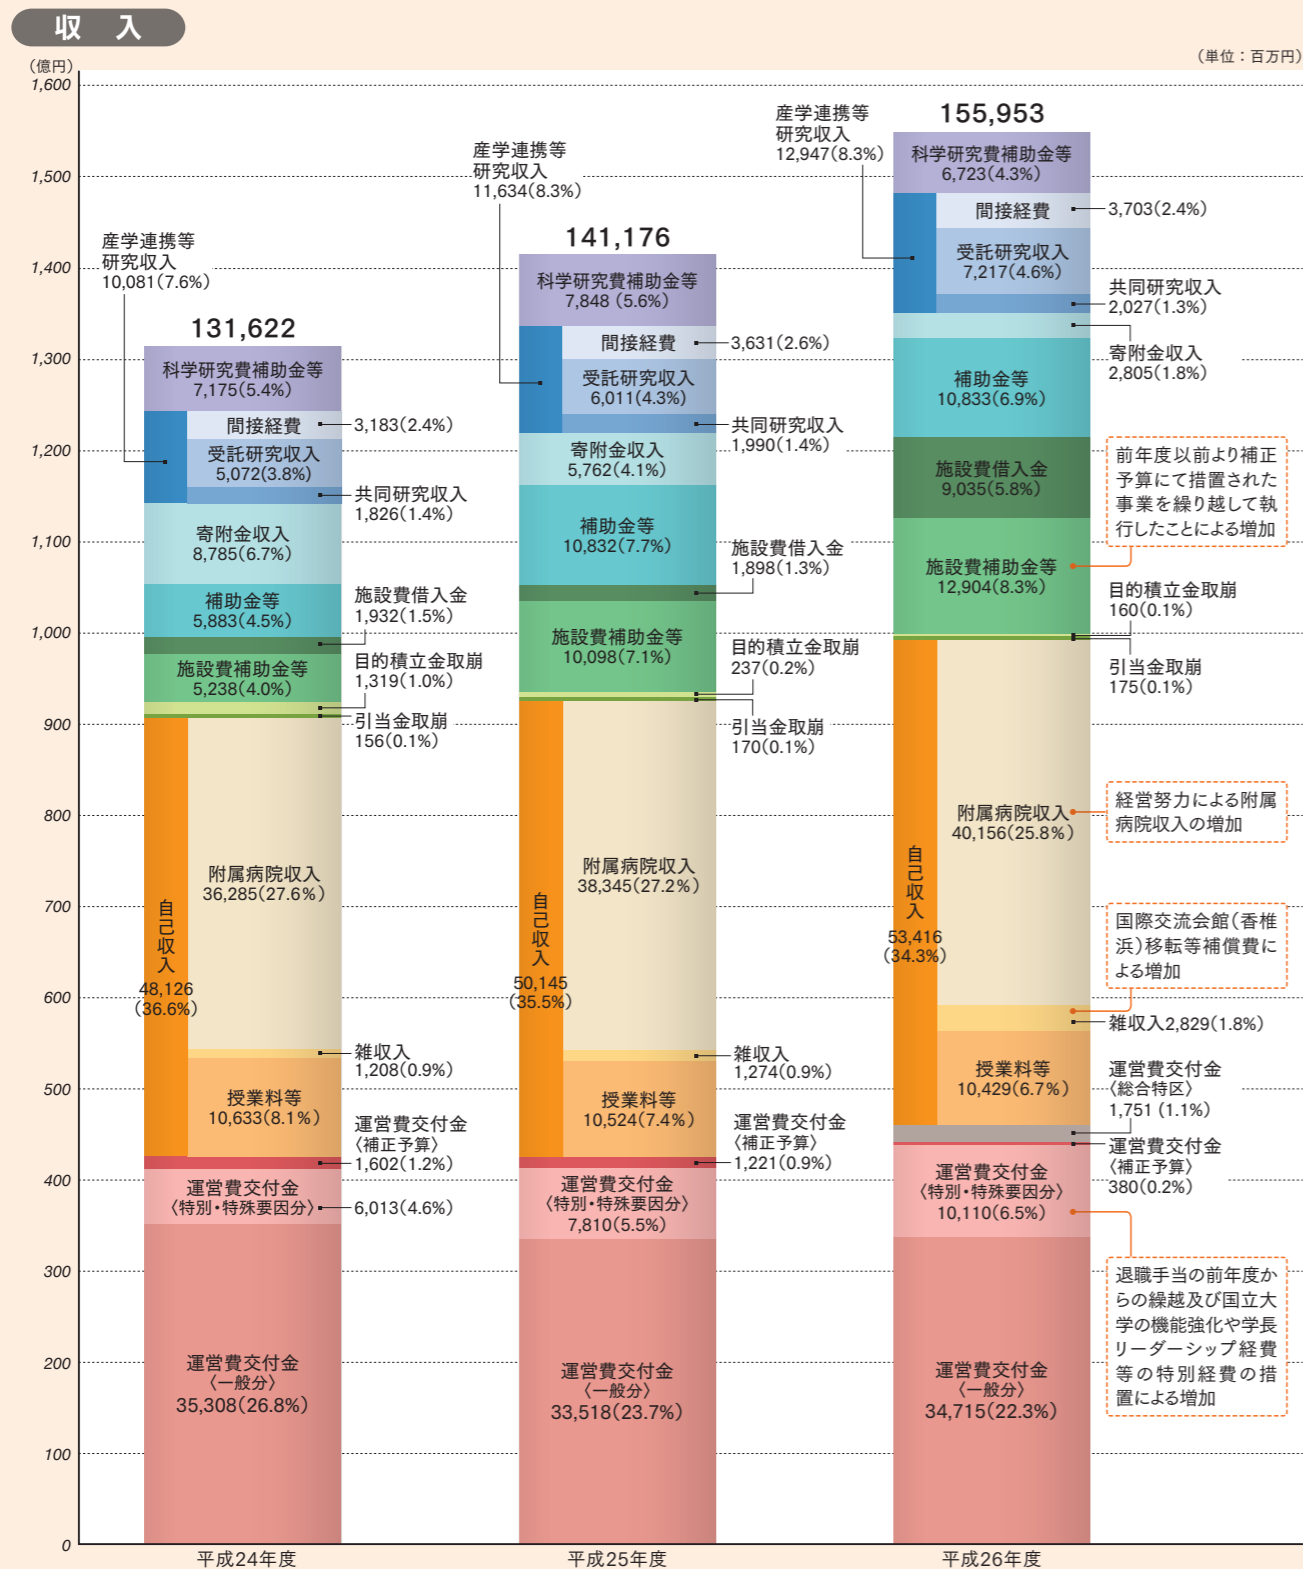 収 入
(億円)
(単位：百万円)
1,600
1,500
1,400
1,300
1,200
1,100
1,000
900
800
700
600
500
400
300
200
100
0
131,622
科学研究費補助金等
7,175(5.4%)
産学連携等
研究収入
10,081(7.6%)
間接経費
3,183(2.4%)
受託研究収入
5,072(3.8%)
共同研究収入
1,826(1.4%)
寄附金収入
8,785(6.7%)
補助金等
5,883(4.5%)
施設費借入金
1,932(1.5%)
施設費補助金等
5,238(4.0%)
目的積立金取崩
1,319(1.0%)
引当金取崩
156(0.1%)
自己収入
48,126
(36.6%)
附属病院収入
36,285(27.6%)
雑収入
1,208(0.9%)
授業料等
10,633(8.1%)
運営費交付金
〈補正予算〉
1,602(1.2%)
運営費交付金
〈特別・特殊要因分〉
6,013(4.6%)
運営費交付金
〈一般分〉
35,308(26.8%)
平成24年度
141,176
科学研究費補助金等
7,848 (5.6%)
産学連携等
研究収入
11,634(8.3%)
間接経費
3,631(2.6%)
受託研究収入
6,011(4.3%)
共同研究収入
1,990(1.4%)
寄附金収入
5,762(4.1%)
補助金等
10,832(7.7%)
施設費借入金
1,898(1.3%)
施設費補助金等
10,098(7.1%)
目的積立金取崩
237(0.2%)
引当金取崩
170(0.1%)
自己収入
50,145
(35.5%)
附属病院収入
38,345(27.2%)
雑収入
1,274(0.9%)
授業料等
10,524(7.4%)
運営費交付金
〈補正予算〉
1,221(0.9%)
運営費交付金
〈特別・特殊要因分〉
7,810(5.5%)
運営費交付金
〈一般分〉
33,518(23.7%)
平成25年度
155,953
科学研究費補助金等
6,723(4.3%)
産学連携等
研究収入
12,947(8.3%)
間接経費
3,703(2.4%)
受託研究収入
7,217(4.6%)
共同研究収入
2,027(1.3%)
寄附金収入
2,805(1.8%)
補助金等
10,833(6.9%)
施設費借入金
9,035(5.8%)
施設費補助金等
12,904(8.3%)
前年度以前より補正
予算にて措置された
事業を繰り越して執
行したことによる増加
目的積立金取崩
160(0.1%)
引当金取崩
175(0.1%)
自己収入
53,416
(34.3%)
附属病院収入
40,156(25.8%)
経営努力による附属
病院収入の増加
国際交流会館(香椎
浜)移転等補償費に
よる増加
雑収入2,829(1.8%)
授業料等
10,429(6.7%)
運営費交付金
〈総合特区〉
1,751 (1.1%)
運営費交付金
〈補正予算〉
380(0.2%)
運営費交付金
〈特別・特殊要因分〉
10,110(6.5%)
退職手当の前年度か
らの繰越及び国立大
学の機能強化や学長
リーダーシップ経費
等の特別経費の措
置による増加
運営費交付金
〈一般分〉
34,715(22.3%)
平成26年度